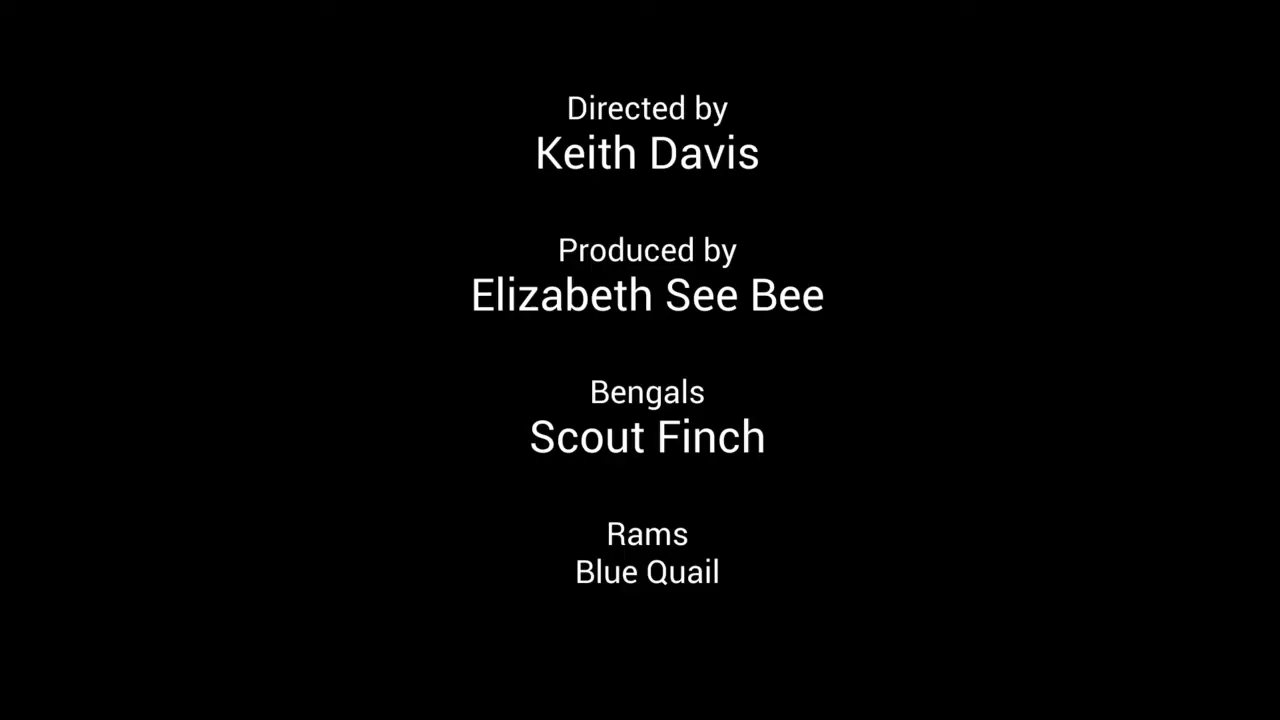 Directed by
Keith Davis
Produced by
Elizabeth See Bee
Bengals
Scout Finch
Rams
Blue Quail